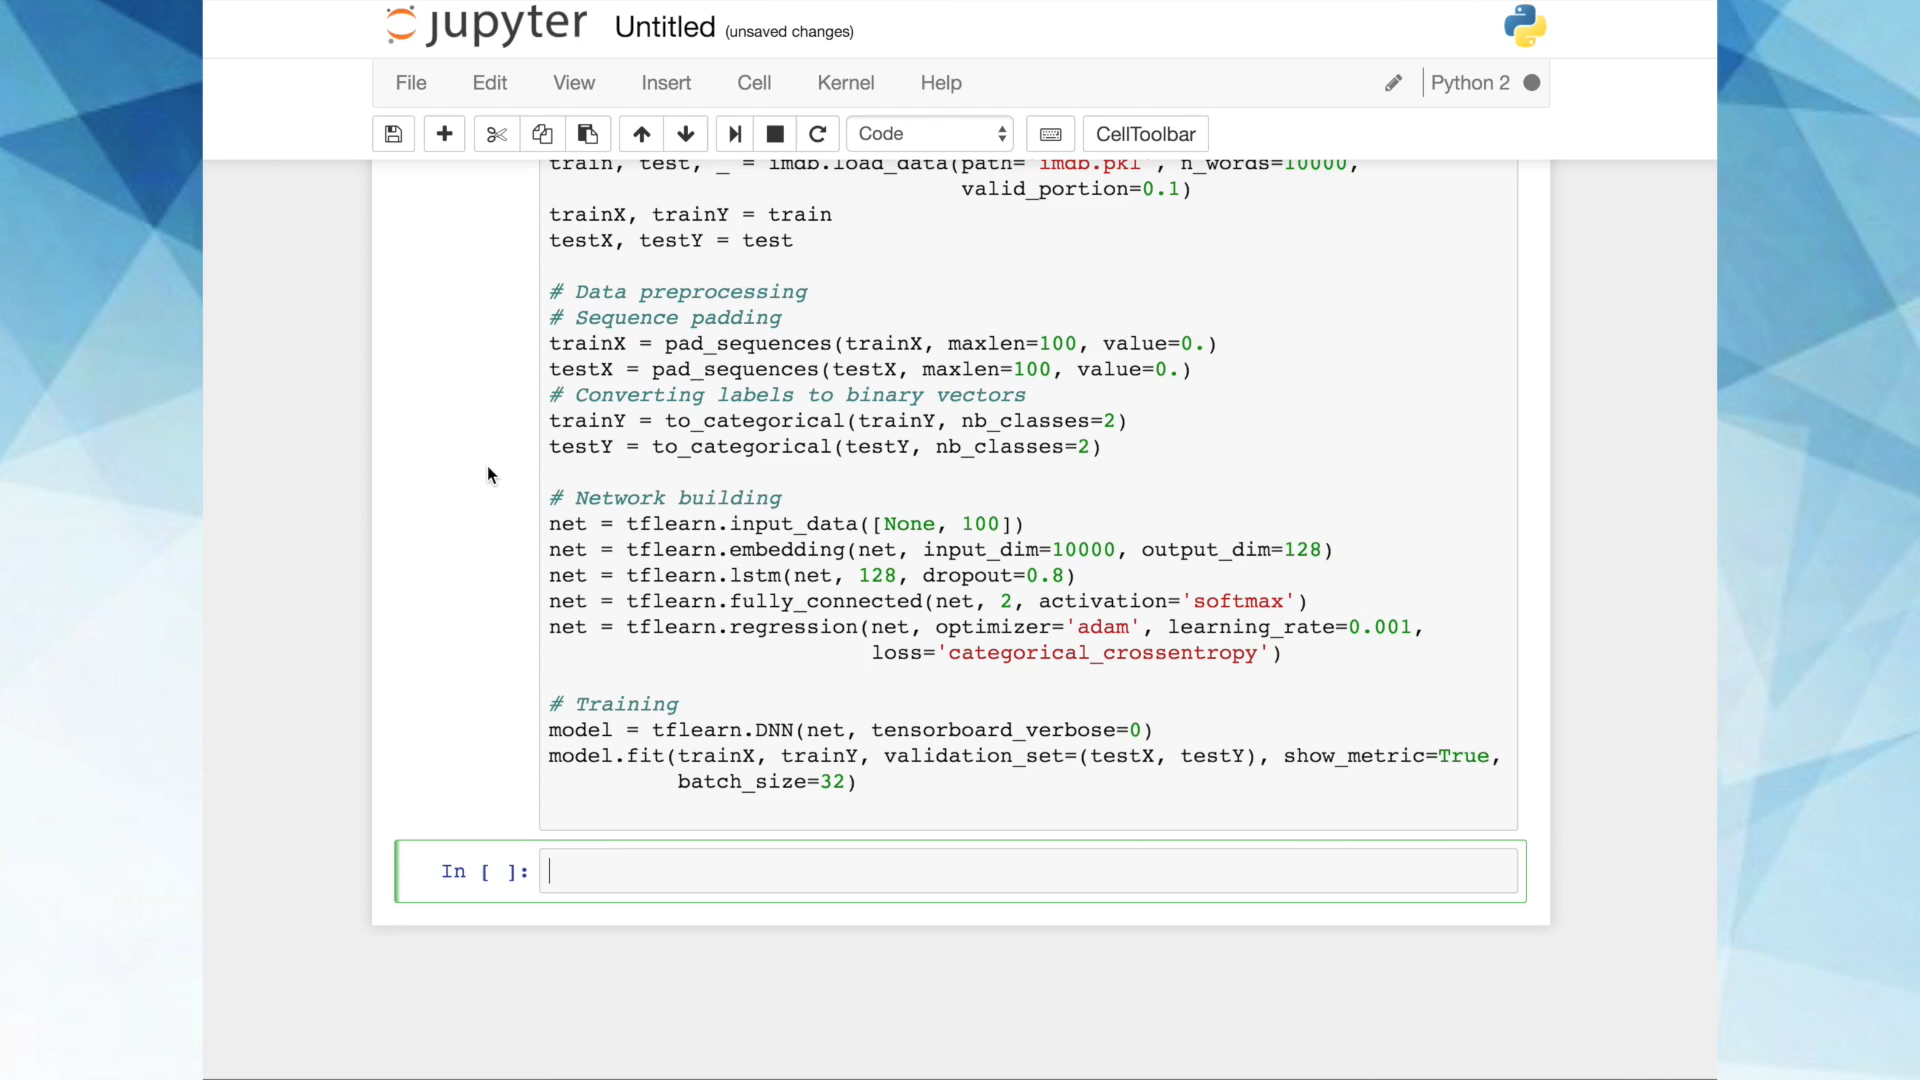 jupyter Untitled (unsaved changes)
File Edit View Insert Cell Kernel Help Python 2
Code CellToolbar
train, test, _ = imdb.load_data(path='imdb.pkl', n_words=10000,
valid_portion=0.1)
trainX, trainY = train
testX, testY = test
# Data preprocessing
# Sequence padding
trainX = pad_sequences(trainX, maxlen=100, value=0.)
testX = pad_sequences(testX, maxlen=100, value=0.)
# Converting labels to binary vectors
trainY = to_categorical(trainY, nb_classes=2)
testY = to_categorical(testY, nb_classes=2)
# Network building
net = tflearn.input_data([None, 100])
net = tflearn.embedding(net, input_dim=10000, output_dim=128)
net = tflearn.lstm(net, 128, dropout=0.8)
net = tflearn.fully_connected(net, 2, activation='softmax')
net = tflearn.regression(net, optimizer='adam', learning_rate=0.001,
loss='categorical_crossentropy')
# Training
model = tflearn.DNN(net, tensorboard_verbose=0)
model.fit(trainX, trainY, validation_set=(testX, testY), show_metric=True,
batch_size=32)
In [ ]: